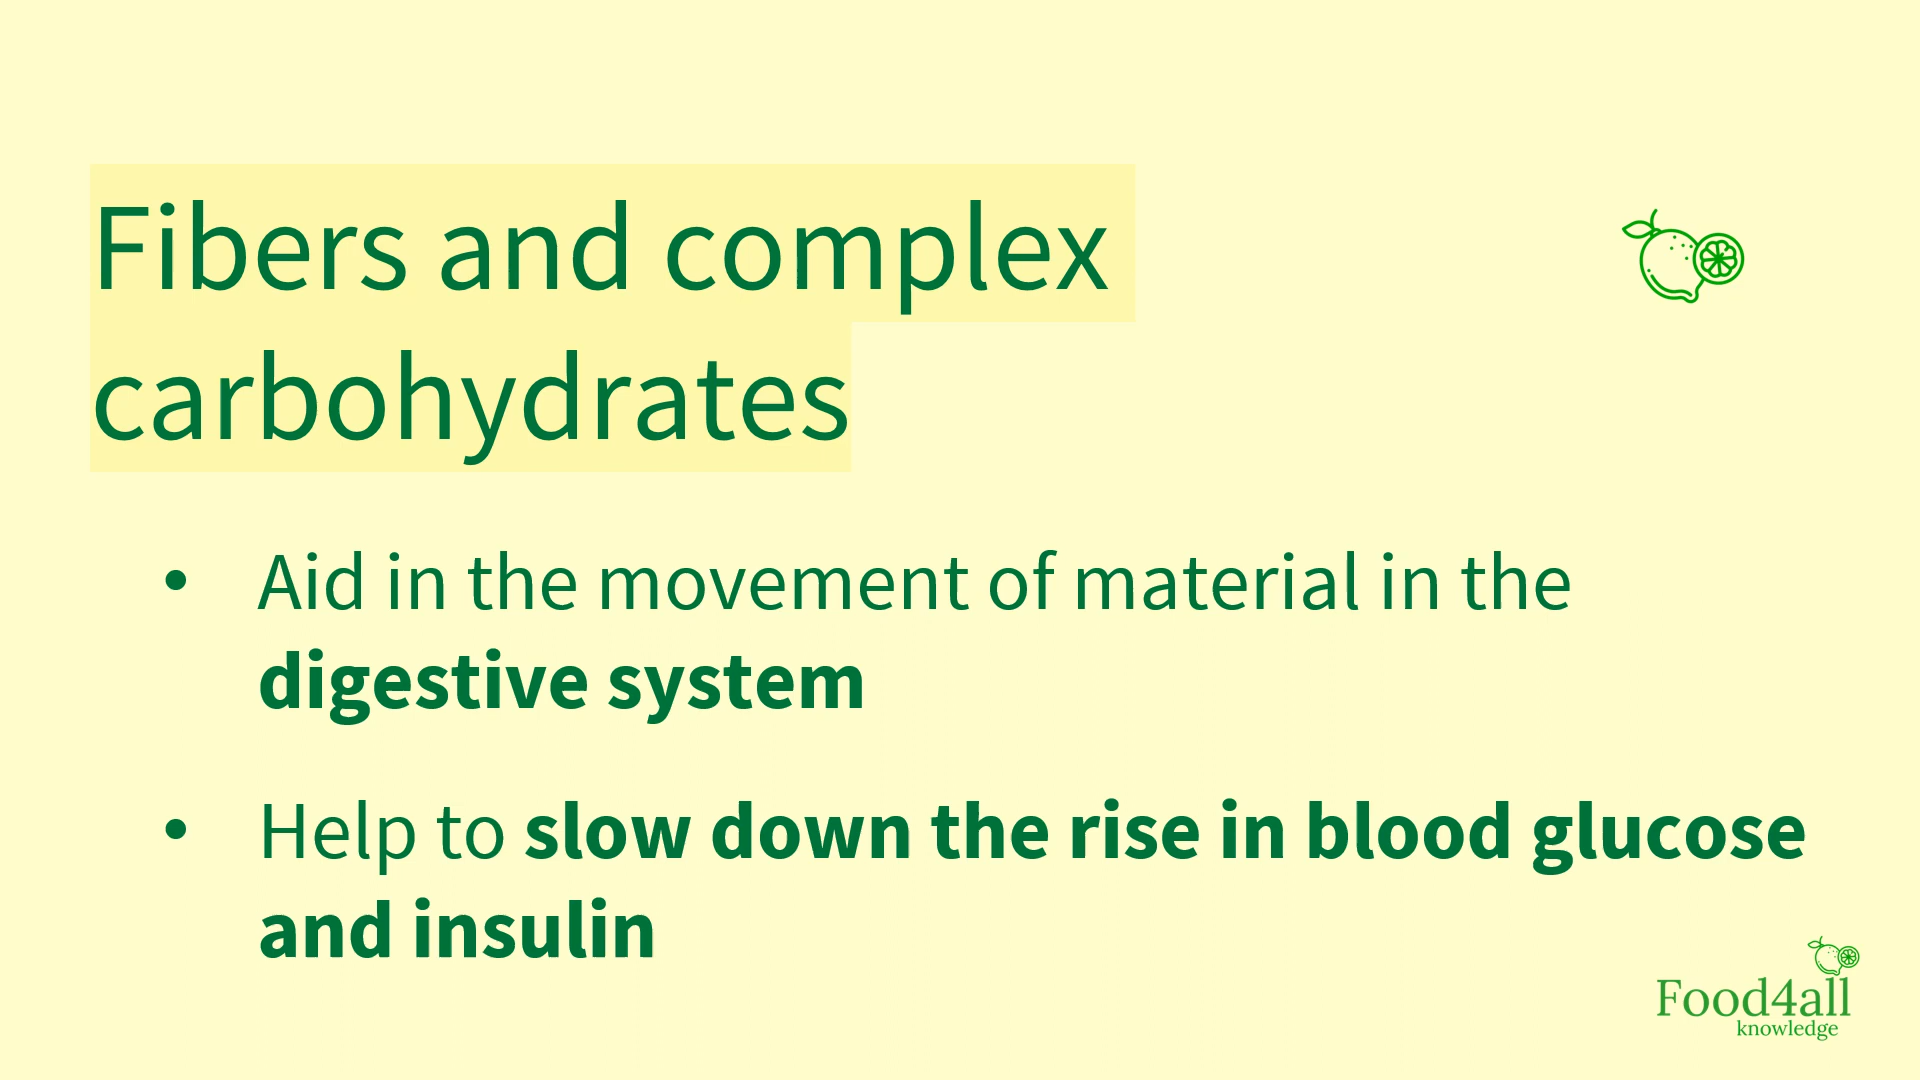 Fibers and complex
carbohydrates
• Aid in the movement of material in the
digestive system
• Help to slow down the rise in blood glucose
and insulin
Food4all
knowledge